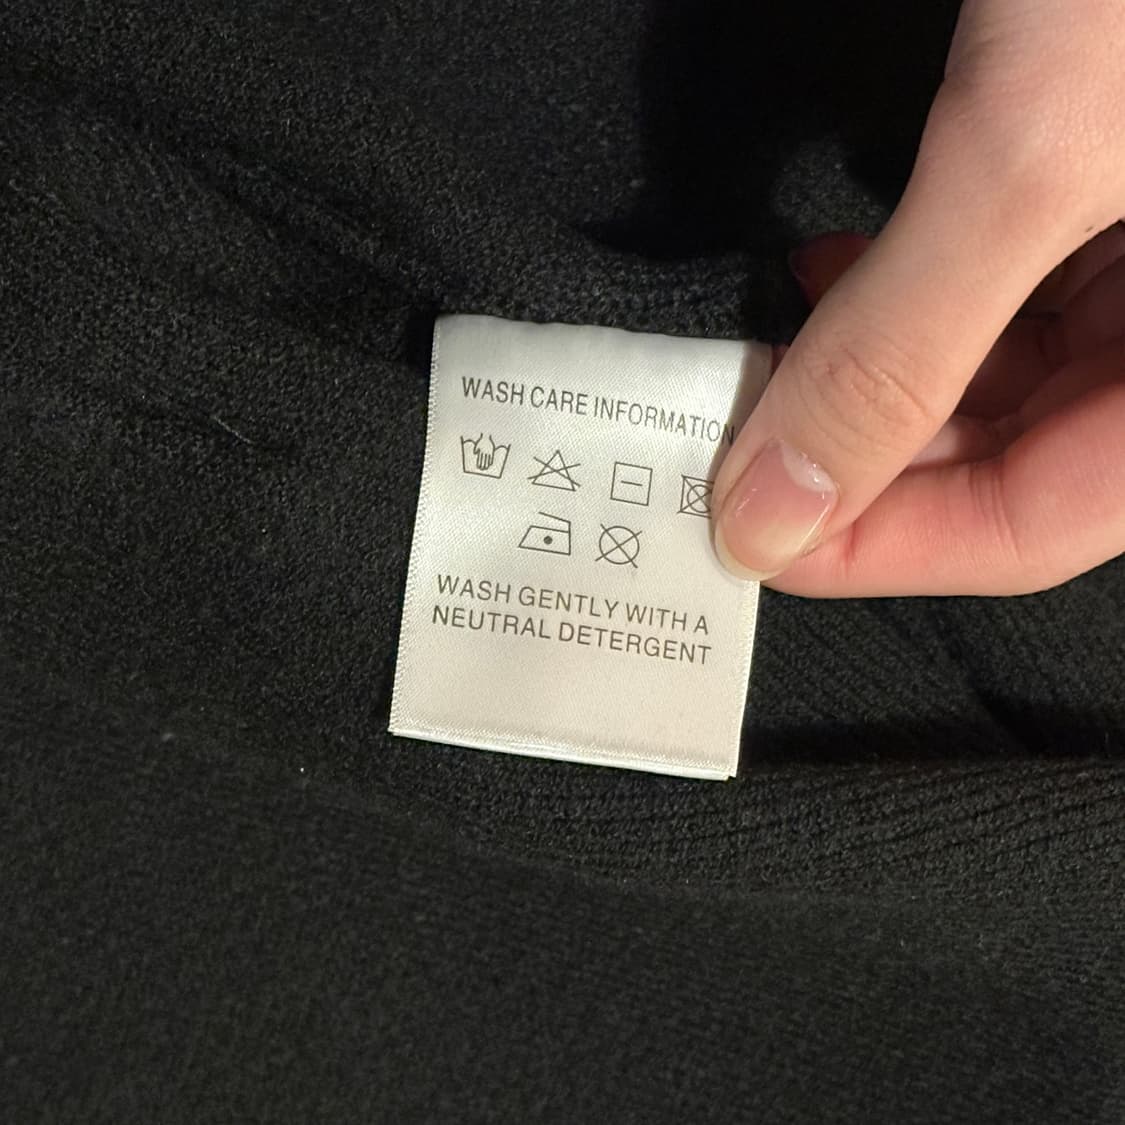 WASH CARE INFORMATION
WASH GENTLY WITH A
NEUTRAL DETERGENT